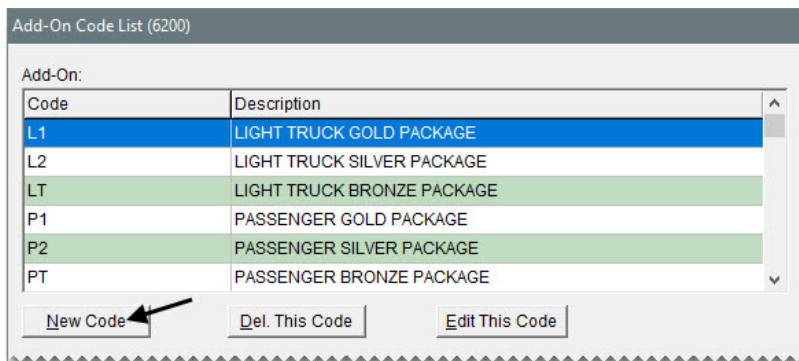 Add-On Code List (6200)
Add-On:
Code Description
L1 LIGHT TRUCK GOLD PACKAGE
L2 LIGHT TRUCK SILVER PACKAGE
LT LIGHT TRUCK BRONZE PACKAGE
P1 PASSENGER GOLD PACKAGE
P2 PASSENGER SILVER PACKAGE
PT PASSENGER BRONZE PACKAGE
New Code Del. This Code Edit This Code